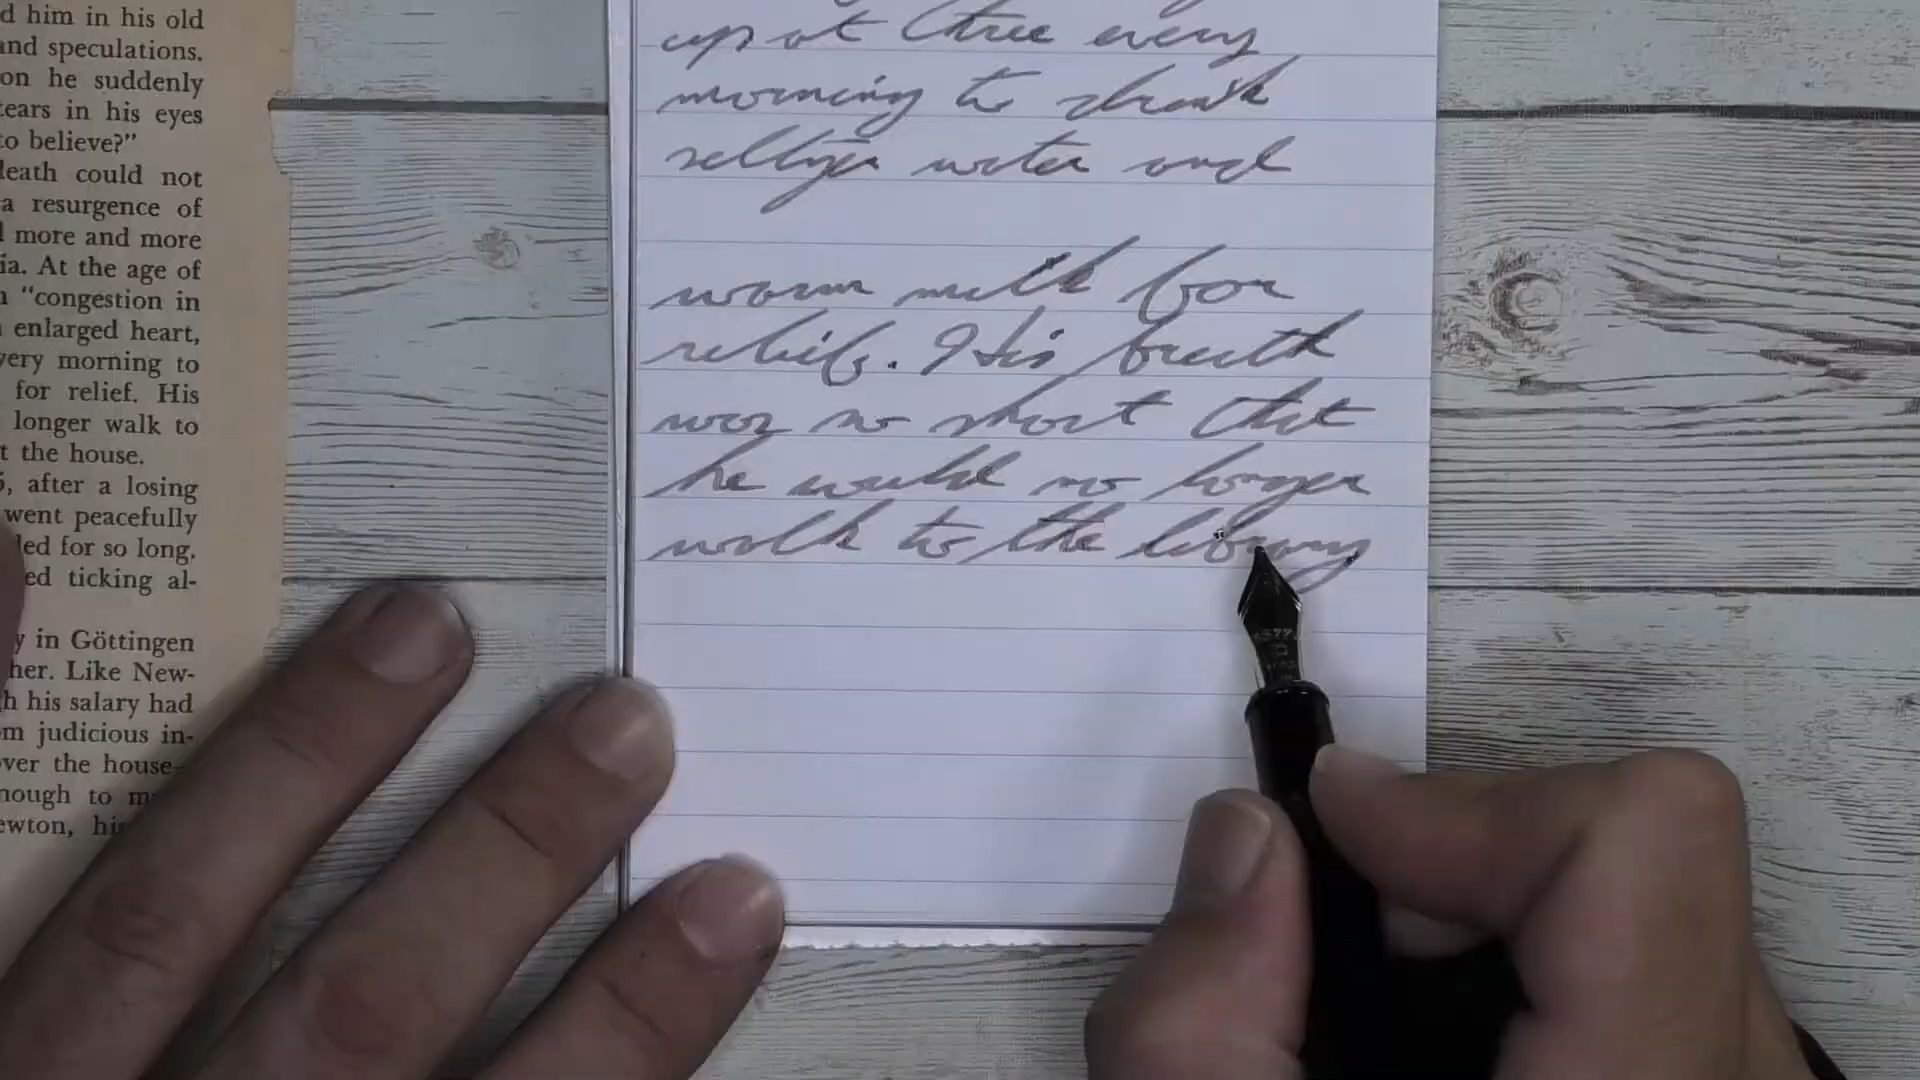 d him in his old
and speculations.
on he suddenly
tears in his eyes
to believe?”
death could not
a resurgence of
l more and more
ia. At the age of
“congestion in
enlarged heart,
very morning to
for relief. His
longer walk to
t the house.
5, after a losing
went peacefully
led for so long.
ed ticking al-
y in Göttingen
her. Like New-
h his salary had
om judicious in-
over the house-
nough to m
ewton, his
up at three every
morning to drink
seltzer water and
warm milk for
relief. His breath
was so short that
he could no longer
walk to the library